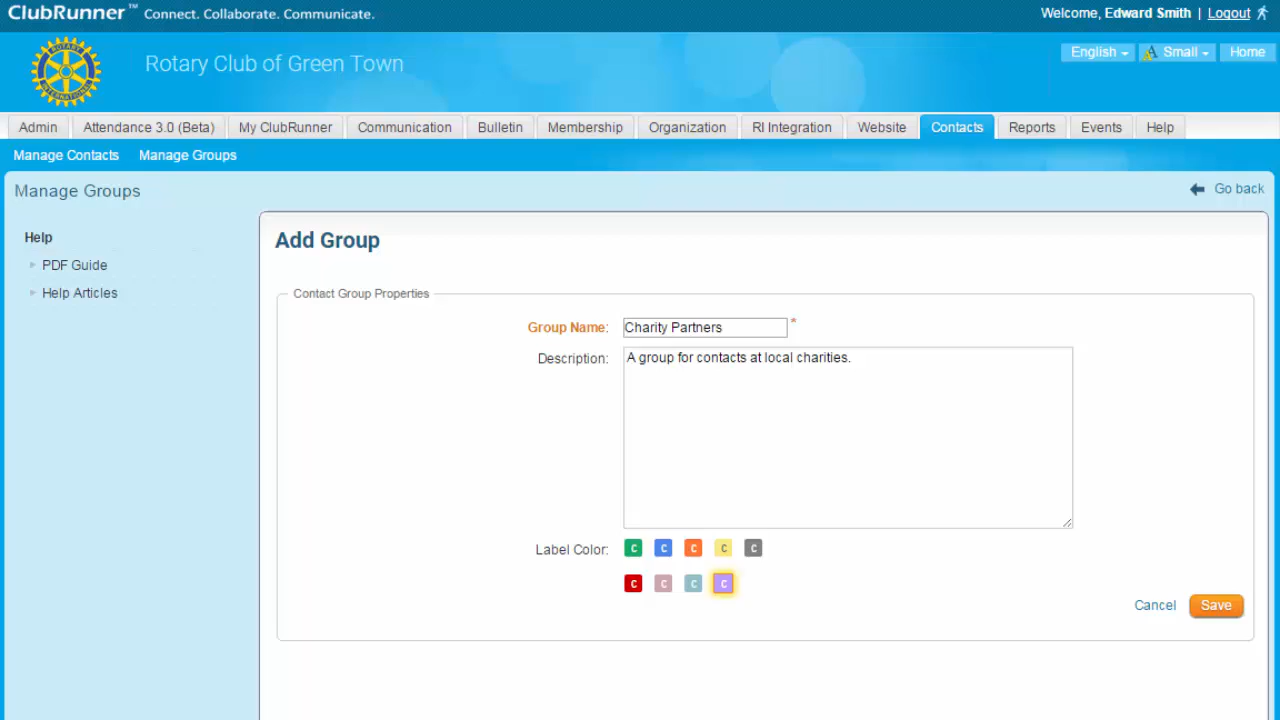 ClubRunner™ Connect. Collaborate. Communicate.
Welcome, Edward Smith | Logout
Rotary Club of Green Town
English Small Home
Admin Attendance 3.0 (Beta) My ClubRunner Communication Bulletin Membership Organization RI Integration Website Contacts Reports Events Help
Manage Contacts Manage Groups
Manage Groups
Go back
Help
PDF Guide
Help Articles
Add Group
Contact Group Properties
Group Name: Charity Partners *
Description: A group for contacts at local charities.
Label Color: C C C C C
C C C C
Cancel Save